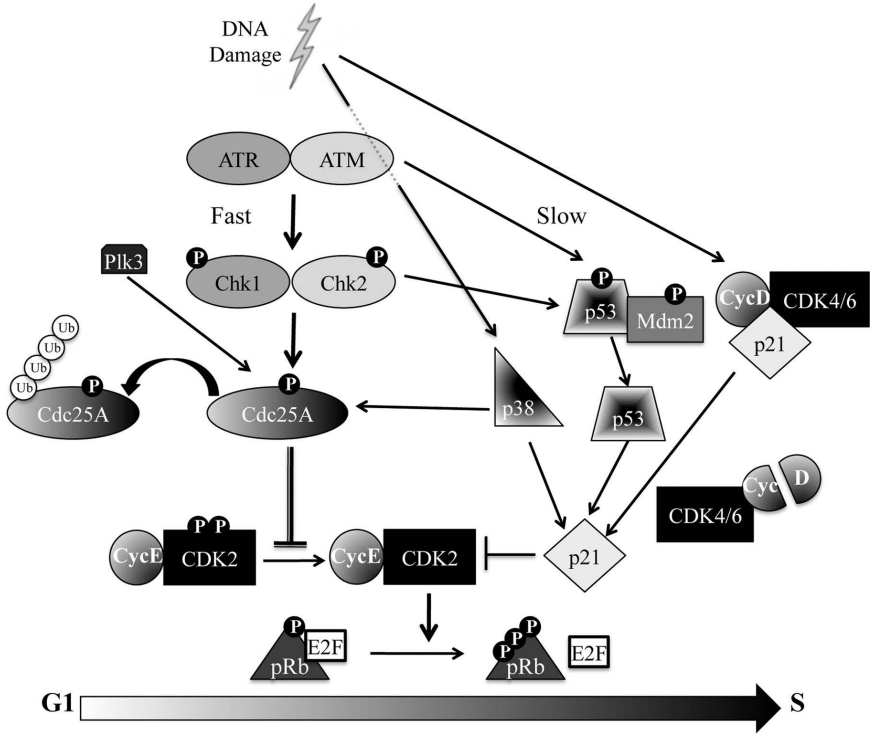 DNA
Damage
ATR
ATM
Fast
Slow
Plk3
P
Chk1
P
Chk2
P
p53
P
Mdm2
CycD
CDK4/6
p21
Ub
Ub
Ub
Ub
P
Cdc25A
P
Cdc25A
p38
p53
Cyc
D
CDK4/6
CycE
P
P
CDK2
CycE
CDK2
p21
P
pRb
E2F
P
P
P
pRb
E2F
G1
S